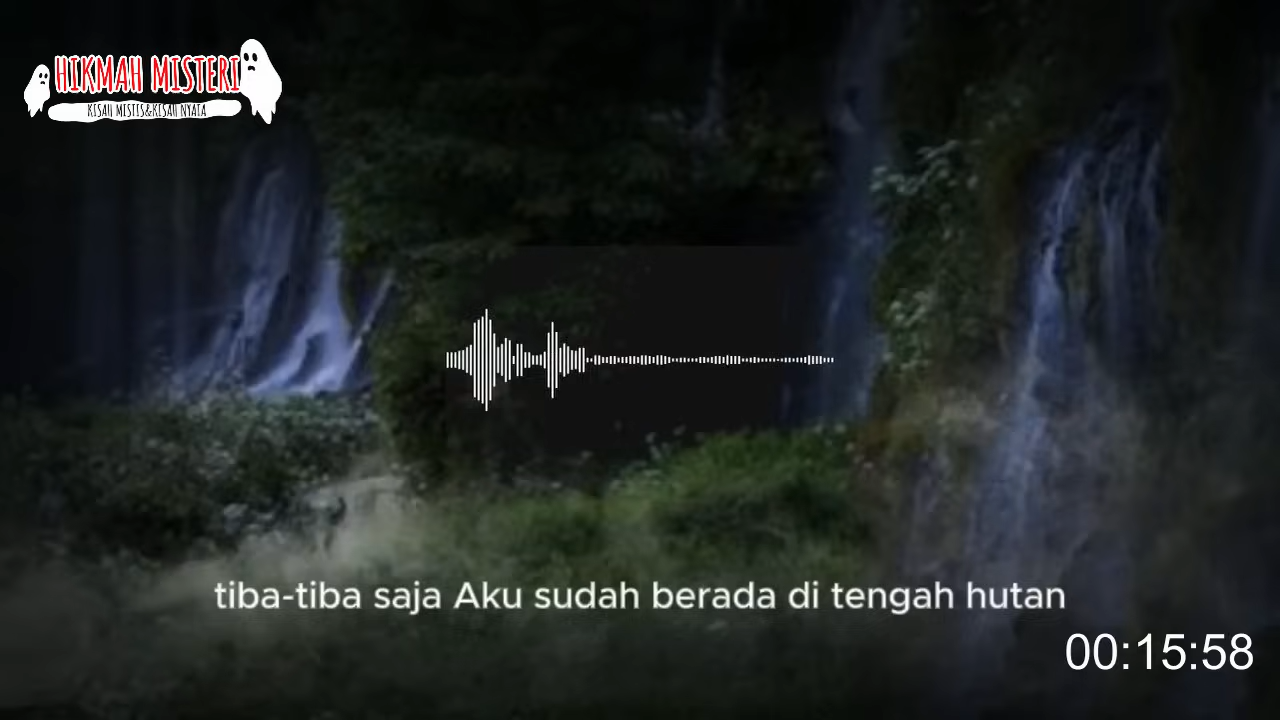 HIKMAH MISTERI
KISAH MISTIS&KISAH NYATA
tiba-tiba saja Aku sudah berada di tengah hutan
00:15:58